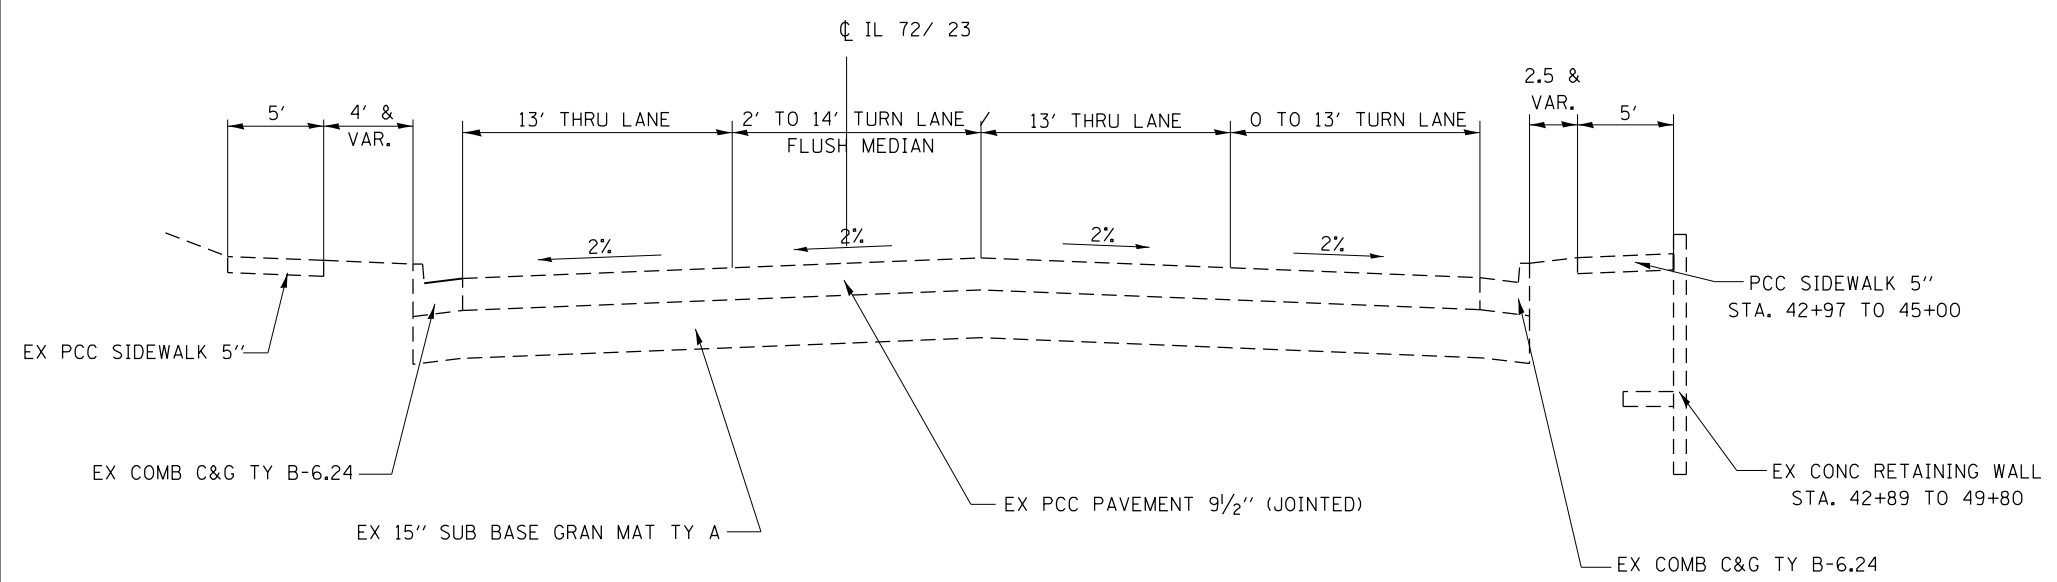 ℄ IL 72/ 23
2.5 &
VAR.
5'
4' &
VAR.
13' THRU LANE
2' TO 14' TURN LANE /
FLUSH MEDIAN
13' THRU LANE
0 TO 13' TURN LANE
5'
2%
2%
2%
2%
PCC SIDEWALK 5"
STA. 42+97 TO 45+00
EX PCC SIDEWALK 5"
EX COMB C&G TY B-6.24
EX CONC RETAINING WALL
STA. 42+89 TO 49+80
EX PCC PAVEMENT 9½" (JOINTED)
EX 15" SUB BASE GRAN MAT TY A
EX COMB C&G TY B-6.24